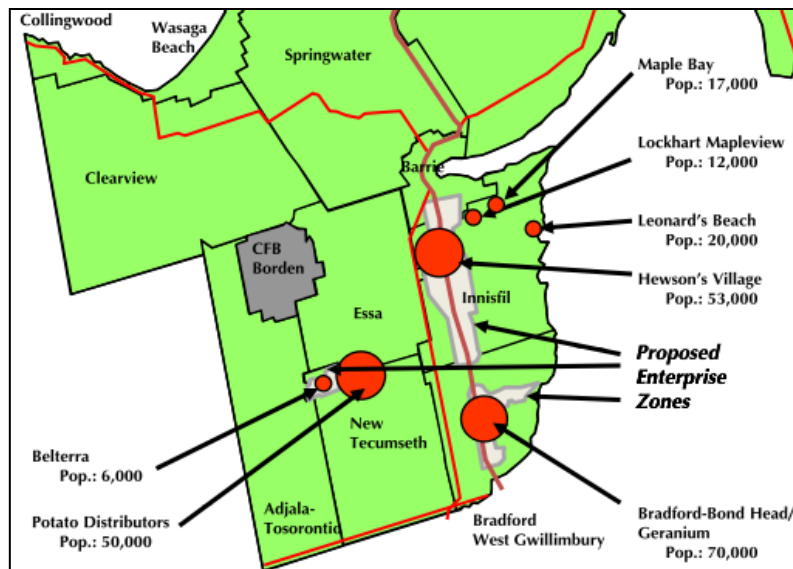 Collingwood
Wasaga
Beach
Springwater
Maple Bay
Pop.: 17,000
Lockhart Mapleview
Pop.: 12,000
Barrie
Clearview
Leonard's Beach
Pop.: 20,000
CFB
Borden
Hewson's Village
Pop.: 53,000
Innisfil
Essa
Proposed
Enterprise
Zones
New
Tecumseth
Belterra
Pop.: 6,000
Potato Distributors
Pop.: 50,000
Adjala-
Tosorontio
Bradford
West Gwillimbury
Bradford-Bond Head/
Geranium
Pop.: 70,000